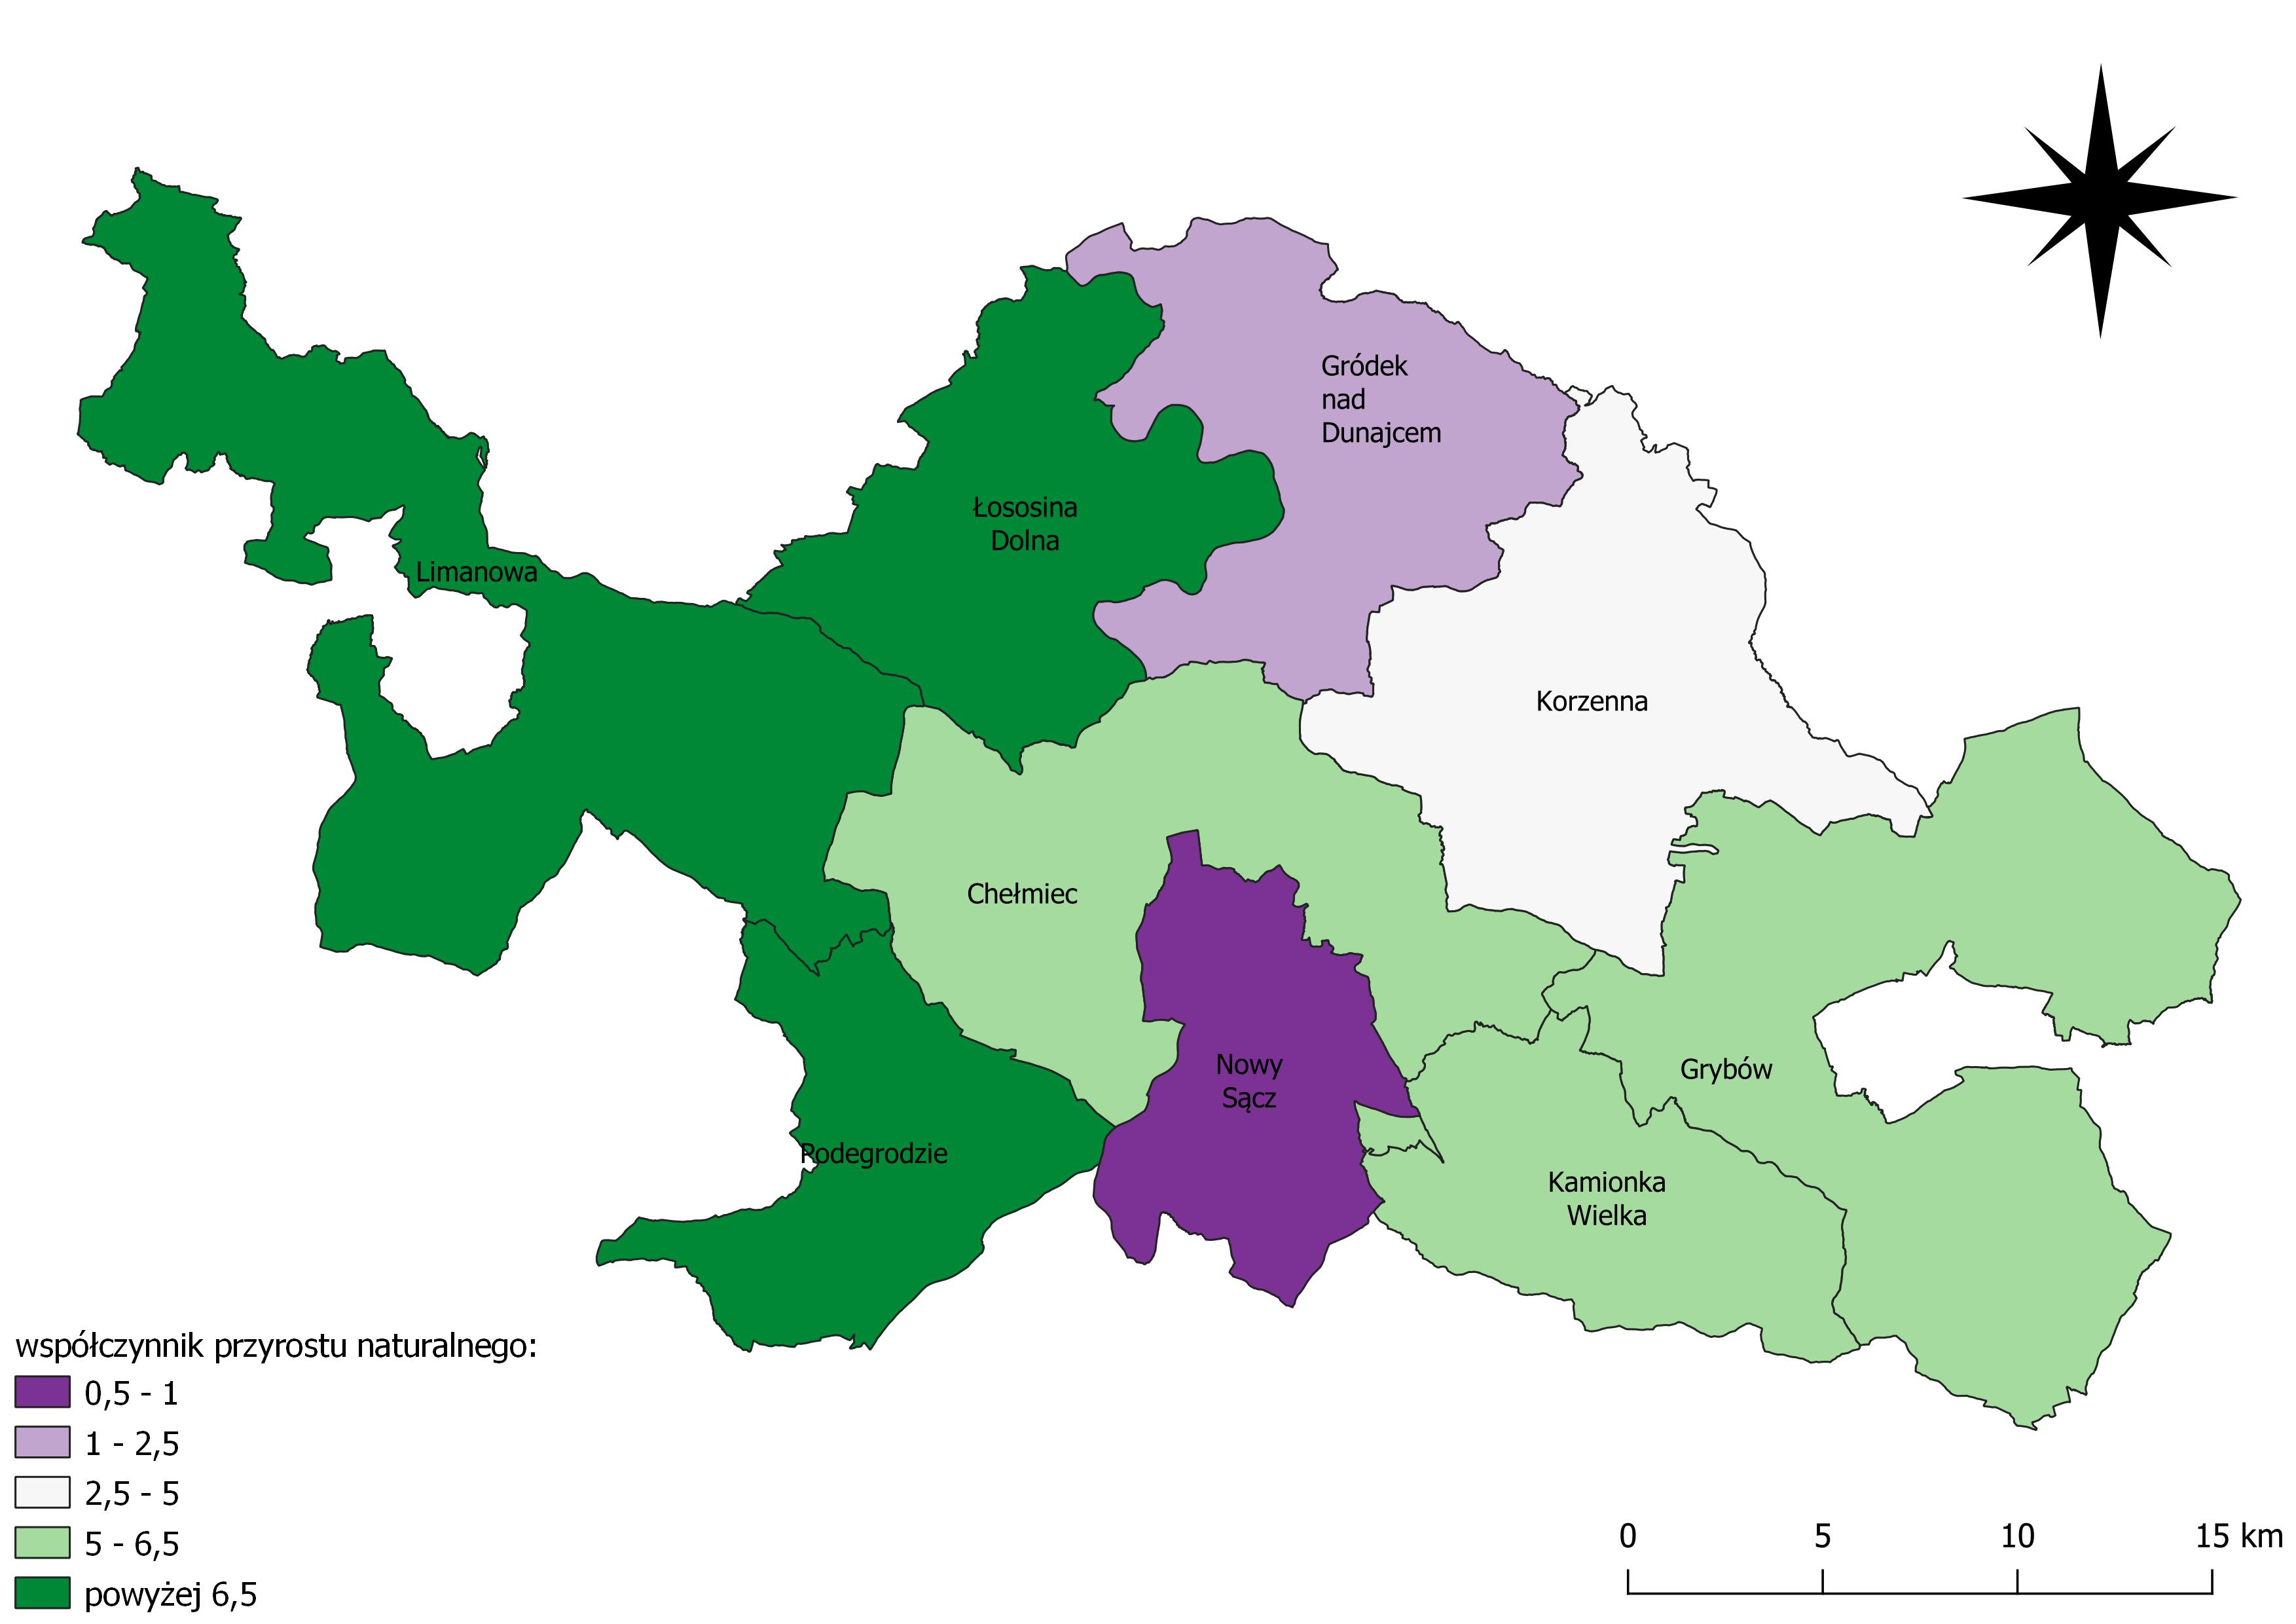 Gródek
nad
Dunajcem
Łososina
Dolna
Limanowa
Korzenna
Chełmiec
Nowy
Sącz
Grybów
Podegrodzie
Kamionka
Wielka
współczynnik przyrostu naturalnego:
0,5 - 1
1 - 2,5
2,5 - 5
5 - 6,5
powyżej 6,5
0 5 10 15 km